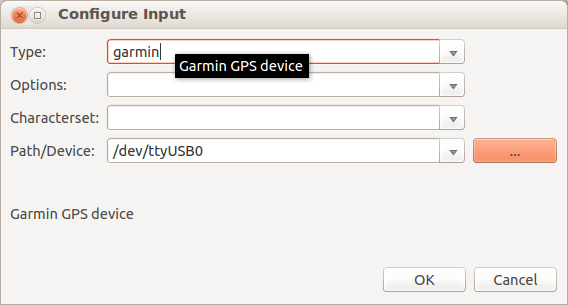 Configure Input
Type: garmin
Garmin GPS device
Options:
Characterset:
Path/Device: /dev/ttyUSB0 ...
Garmin GPS device
OK Cancel